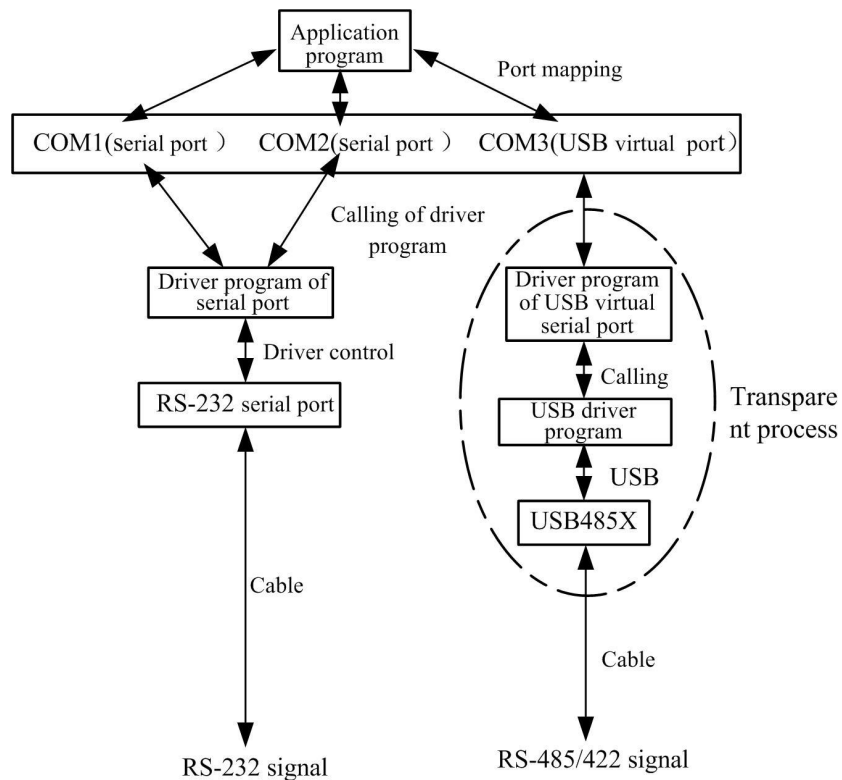 Application
program
Port mapping
COM1(serial port） COM2(serial port） COM3(USB virtual port）
Calling of driver
program
Driver program of
serial port
Driver program
of USB virtual
serial port
Driver control
Calling
RS-232 serial port
USB driver
program
Transpare
nt process
USB
USB485X
Cable
Cable
RS-232 signal
RS-485/422 signal